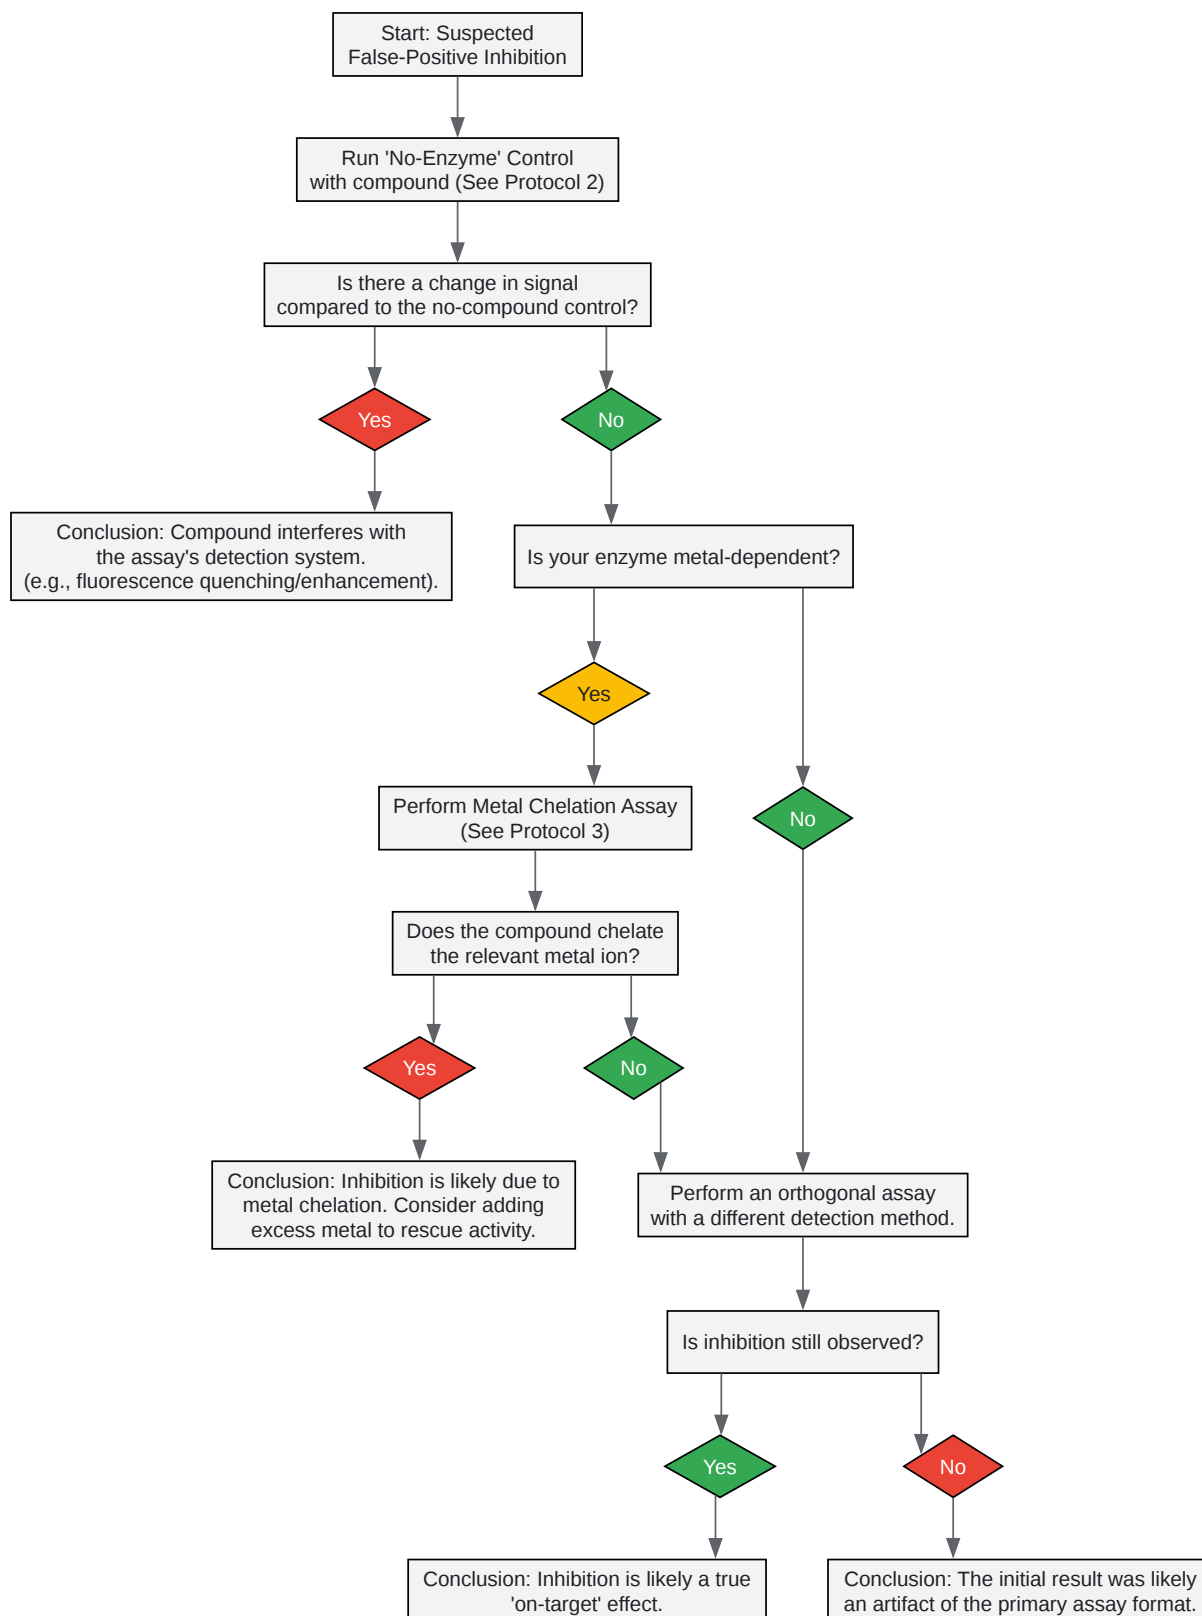 Start: Suspected
False-Positive Inhibition
Run 'No-Enzyme' Control
with compound (See Protocol 2)
Is there a change in signal
compared to the no-compound control?
Yes
No
Conclusion: Compound interferes with
the assay's detection system.
(e.g., fluorescence quenching/enhancement).
Is your enzyme metal-dependent?
Yes
No
Perform Metal Chelation Assay
(See Protocol 3)
Does the compound chelate
the relevant metal ion?
Yes
No
Conclusion: Inhibition is likely due to
metal chelation. Consider adding
excess metal to rescue activity.
Perform an orthogonal assay
with a different detection method.
Is inhibition still observed?
Yes
No
Conclusion: Inhibition is likely a true
'on-target' effect.
Conclusion: The initial result was likely
an artifact of the primary assay format.